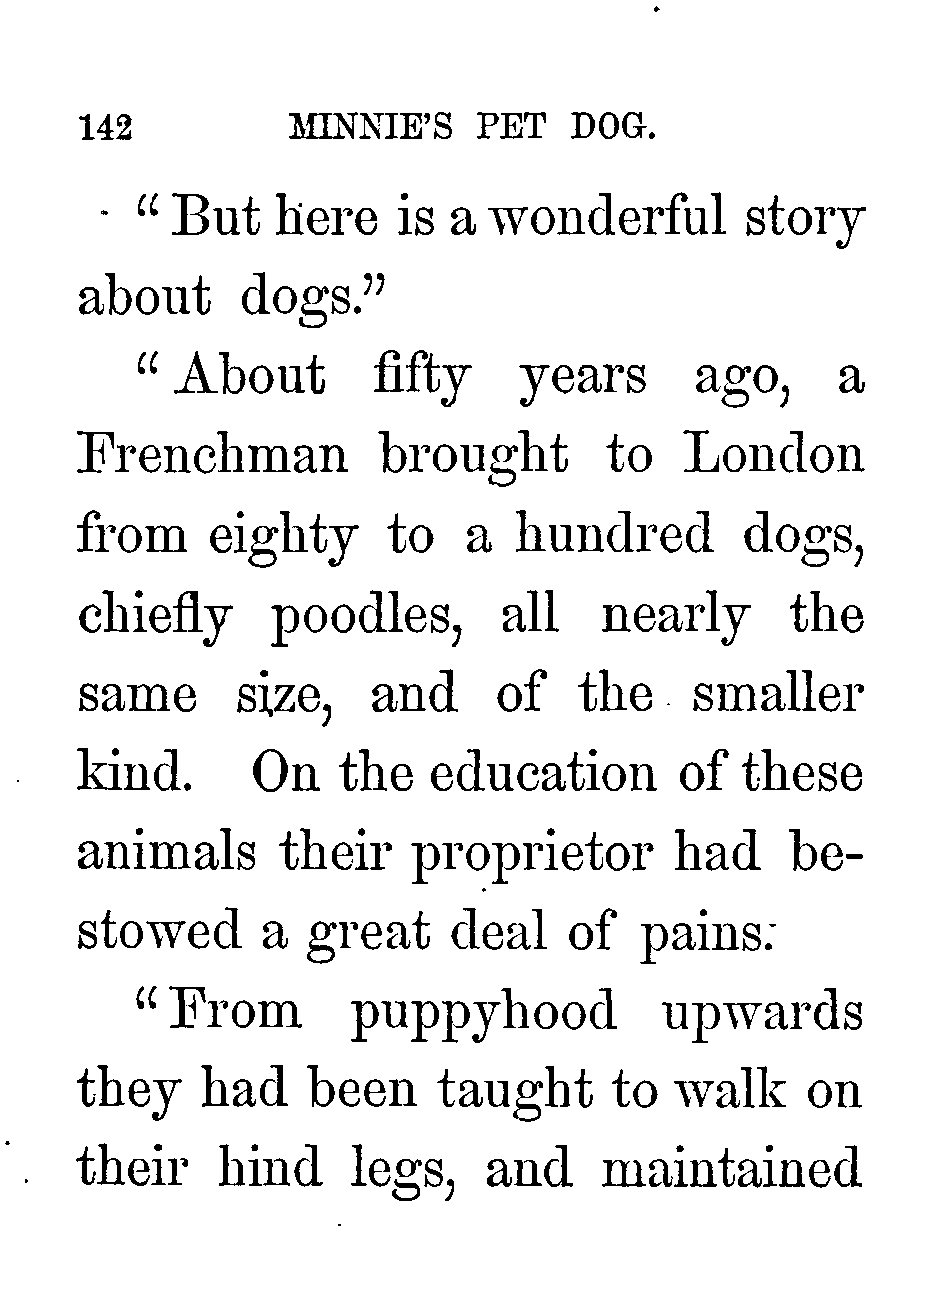 142 MINNIE'S PET DOG.
“But here is a wonderful story
about dogs.”
“About fifty years ago, a
Frenchman brought to London
from eighty to a hundred dogs,
chiefly poodles, all nearly the
same size, and of the smaller
kind. On the education of these
animals their proprietor had be-
stowed a great deal of pains.
“From puppyhood upwards
they had been taught to walk on
their hind legs, and maintained